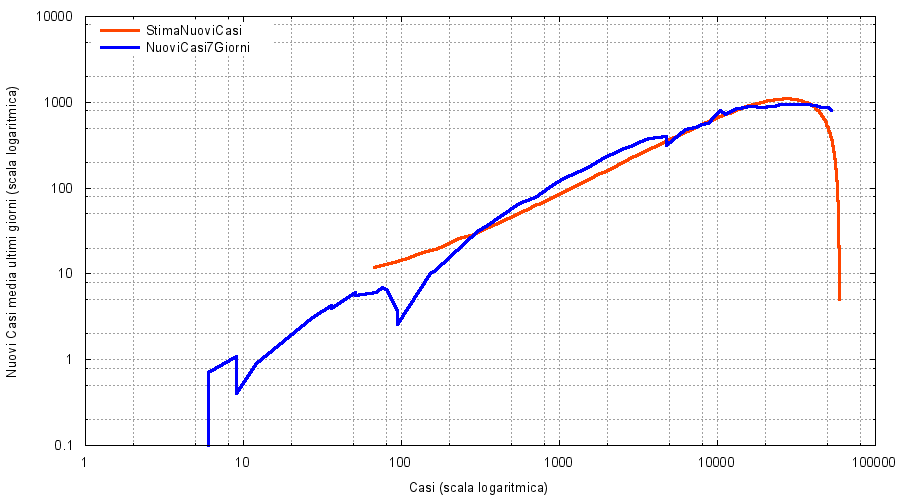 10000
1000
100
10
1
0.1
StimaNuoviCasi
NuoviCasi7Giorni
Nuovi Casi media ultimi giorni (scala logaritmica)
1 10 100 1000 10000 100000
Casi (scala logaritmica)